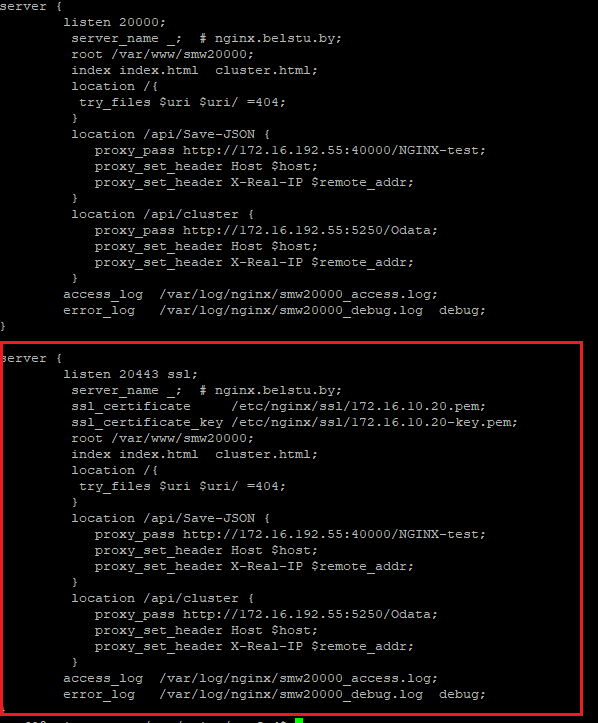 server {
listen 20000;
server_name _;  # nginx.belstu.by;
root /var/www/smw20000;
index index.html  cluster.html;
location /{
try_files $uri $uri/ =404;
}
location /api/Save-JSON {
proxy_pass http://172.16.192.55:40000/NGINX-test;
proxy_set_header Host $host;
proxy_set_header X-Real-IP $remote_addr;
}
location /api/cluster {
proxy_pass http://172.16.192.55:5250/Odata;
proxy_set_header Host $host;
proxy_set_header X-Real-IP $remote_addr;
}
access_log  /var/log/nginx/smw20000_access.log;
error_log   /var/log/nginx/smw20000_debug.log  debug;
}
server {
listen 20443 ssl;
server_name _;  # nginx.belstu.by;
ssl_certificate     /etc/nginx/ssl/172.16.10.20.pem;
ssl_certificate_key /etc/nginx/ssl/172.16.10.20-key.pem;
root /var/www/smw20000;
index index.html  cluster.html;
location /{
try_files $uri $uri/ =404;
}
location /api/Save-JSON {
proxy_pass http://172.16.192.55:40000/NGINX-test;
proxy_set_header Host $host;
proxy_set_header X-Real-IP $remote_addr;
}
location /api/cluster {
proxy_pass http://172.16.192.55:5250/Odata;
proxy_set_header Host $host;
proxy_set_header X-Real-IP $remote_addr;
}
access_log  /var/log/nginx/smw20000_access.log;
error_log   /var/log/nginx/smw20000_debug.log  debug;